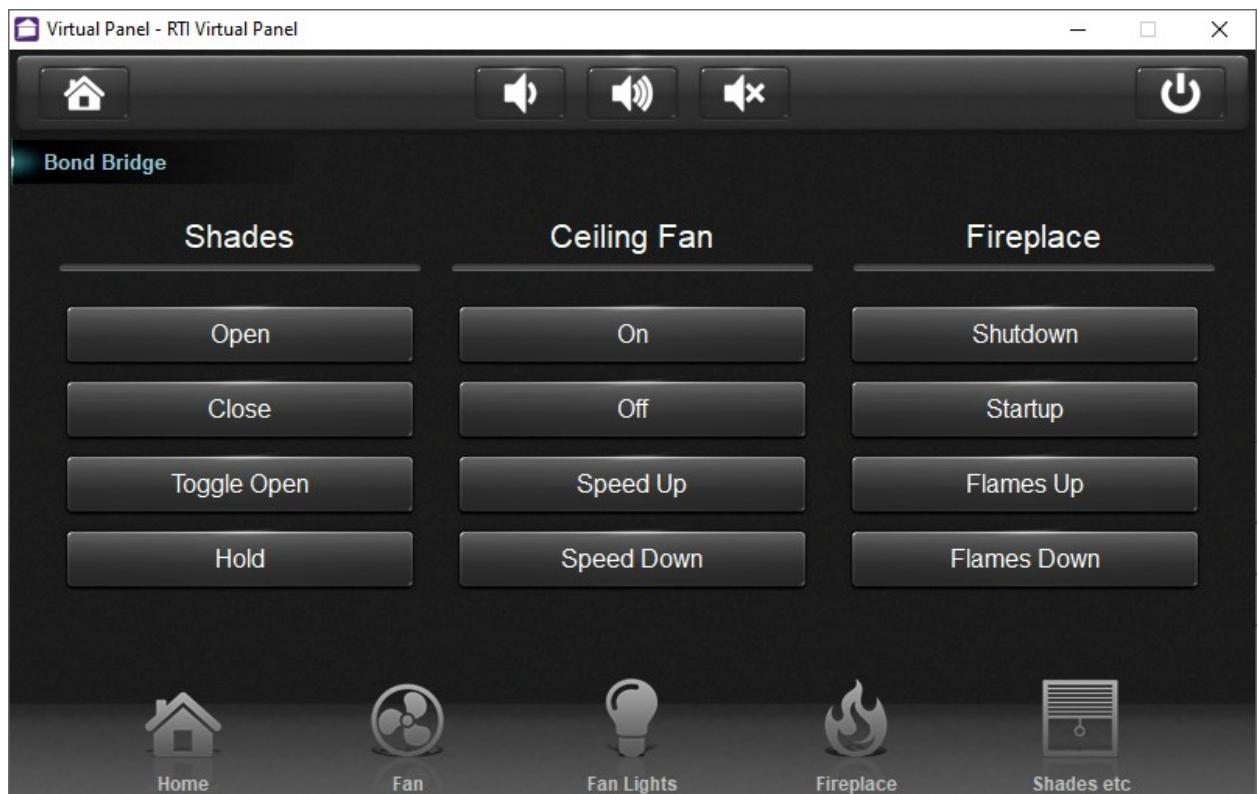 Virtual Panel - RTI Virtual Panel
Bond Bridge
Shades
Ceiling Fan
Fireplace
Open
On
Shutdown
Close
Off
Startup
Toggle Open
Speed Up
Flames Up
Hold
Speed Down
Flames Down
Home
Fan
Fan Lights
Fireplace
Shades etc